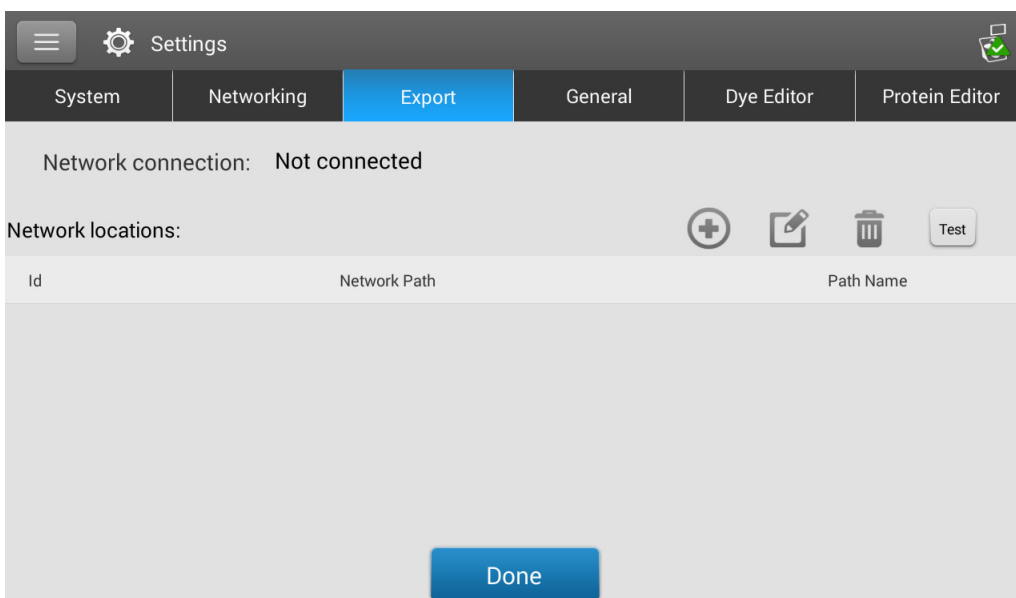 Settings
System Networking Export General Dye Editor Protein Editor
Network connection: Not connected
Network locations: Test
Id Network Path Path Name
Done